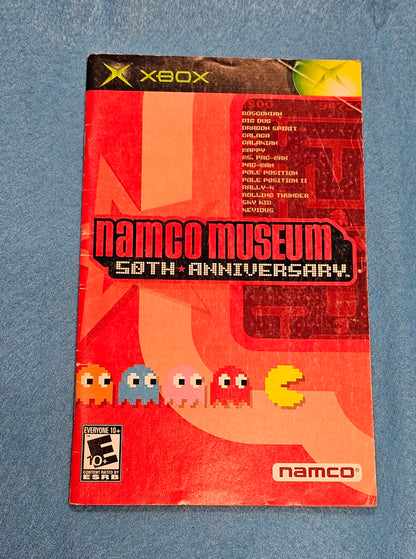 XBOX
BOSCONIAN
DIG DUG
DRAGON SPIRIT
GALAGA
GALAXIAN
MAPPY
MS. PAC-MAN
PAC-MAN
POLE POSITION
POLE POSITION II
RALLY-X
ROLLING THUNDER
SKY KID
XEVIOUS
namco museum
50TH ★ ANNIVERSARY™
EVERYONE 10+
E
10+
CONTENT RATED BY
ESRB
namco®